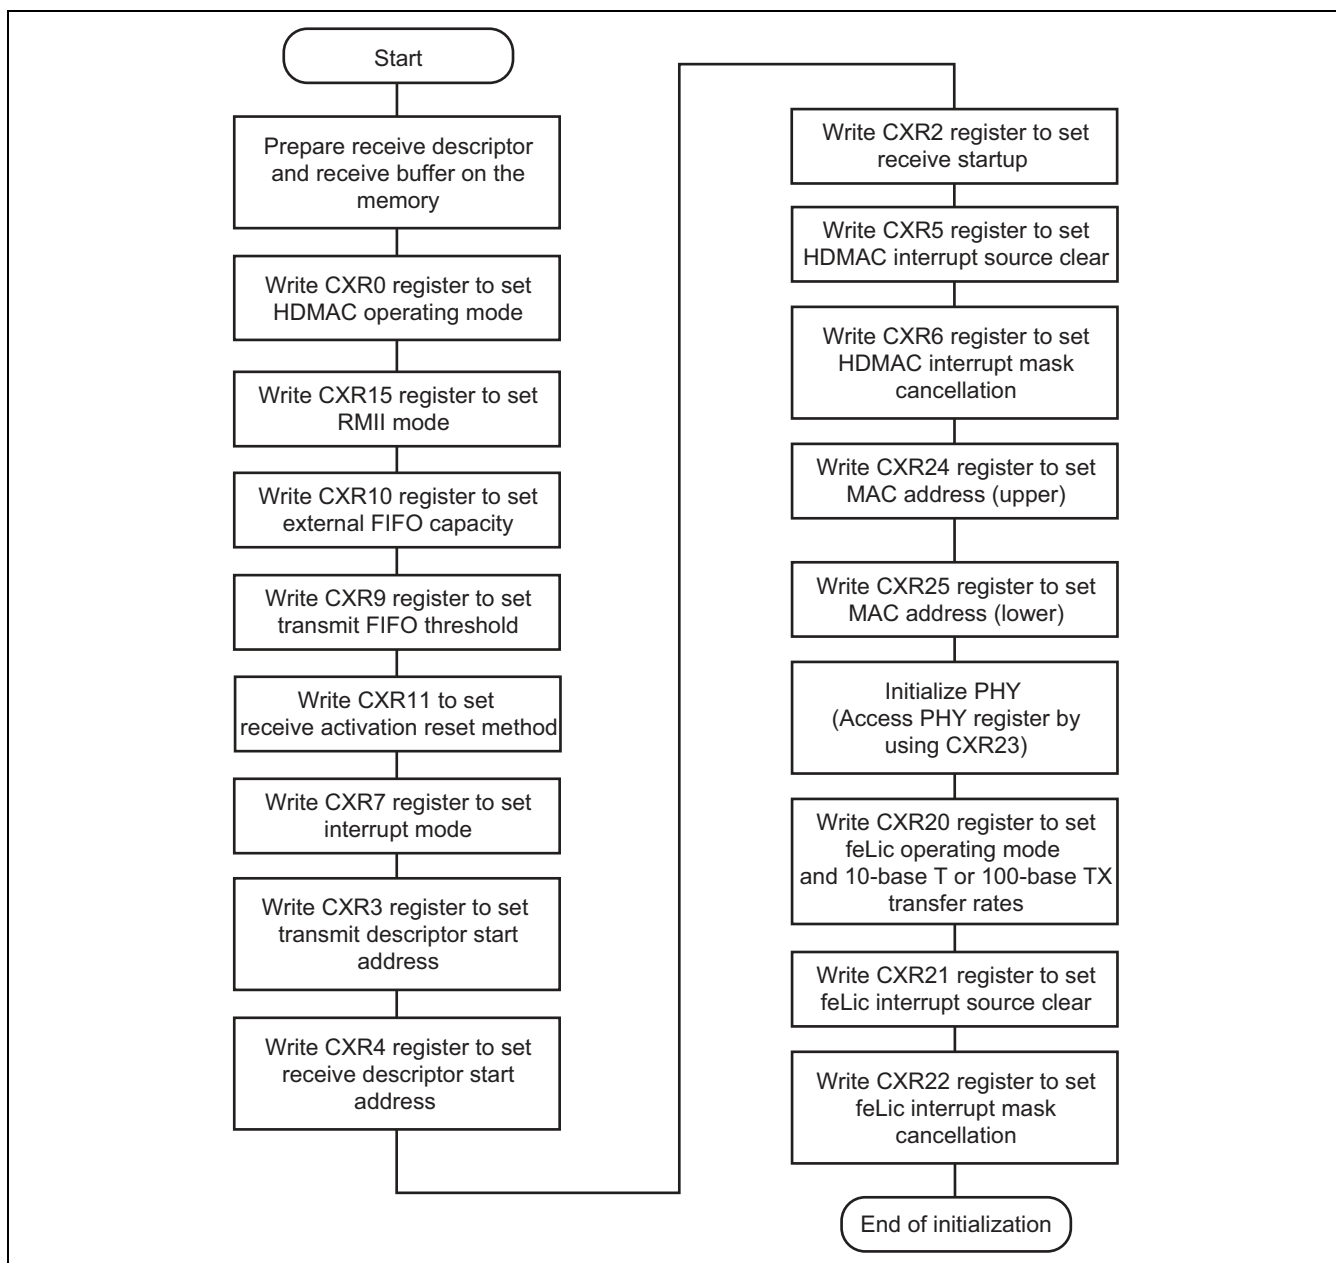 Start
Prepare receive descriptor
and receive buffer on the
memory
Write CXR0 register to set
HDMAC operating mode
Write CXR15 register to set
RMII mode
Write CXR10 register to set
external FIFO capacity
Write CXR9 register to set
transmit FIFO threshold
Write CXR11 to set
receive activation reset method
Write CXR7 register to set
interrupt mode
Write CXR3 register to set
transmit descriptor start
address
Write CXR4 register to set
receive descriptor start
address
Write CXR2 register to set
receive startup
Write CXR5 register to set
HDMAC interrupt source clear
Write CXR6 register to set
HDMAC interrupt mask
cancellation
Write CXR24 register to set
MAC address (upper)
Write CXR25 register to set
MAC address (lower)
Initialize PHY
(Access PHY register by
using CXR23)
Write CXR20 register to set
feLic operating mode
and 10-base T or 100-base TX
transfer rates
Write CXR21 register to set
feLic interrupt source clear
Write CXR22 register to set
feLic interrupt mask
cancellation
End of initialization